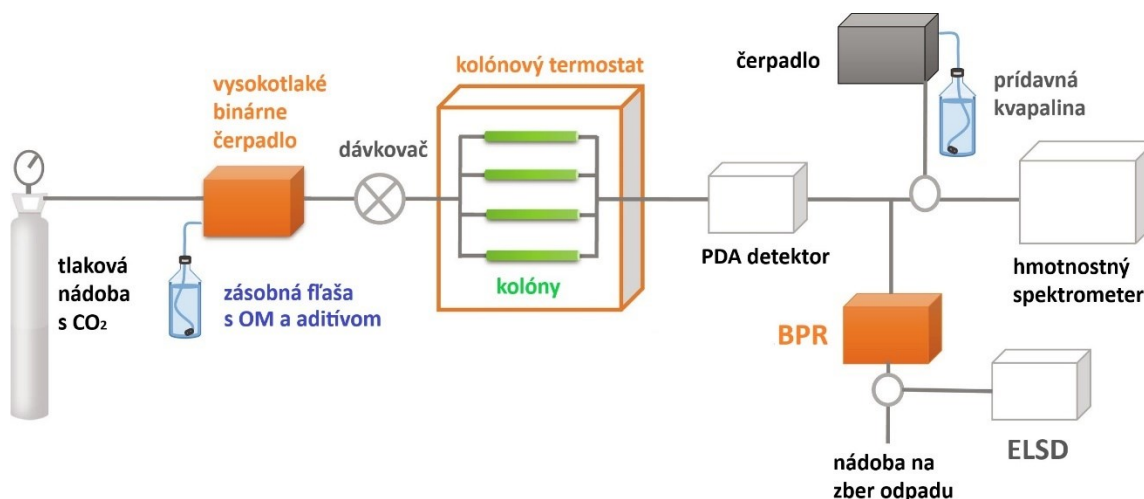 tlaková
nádoba
s CO₂
vysokotlaké
binárne
čerpadlo
zásobná fľaša
s OM a aditívom
dávkovač
kolónový termostat
kolóny
PDA detektor
čerpadlo
prídavná
kvapalina
hmotnostný
spektrometer
BPR
ELSD
nádoba na
zber odpadu